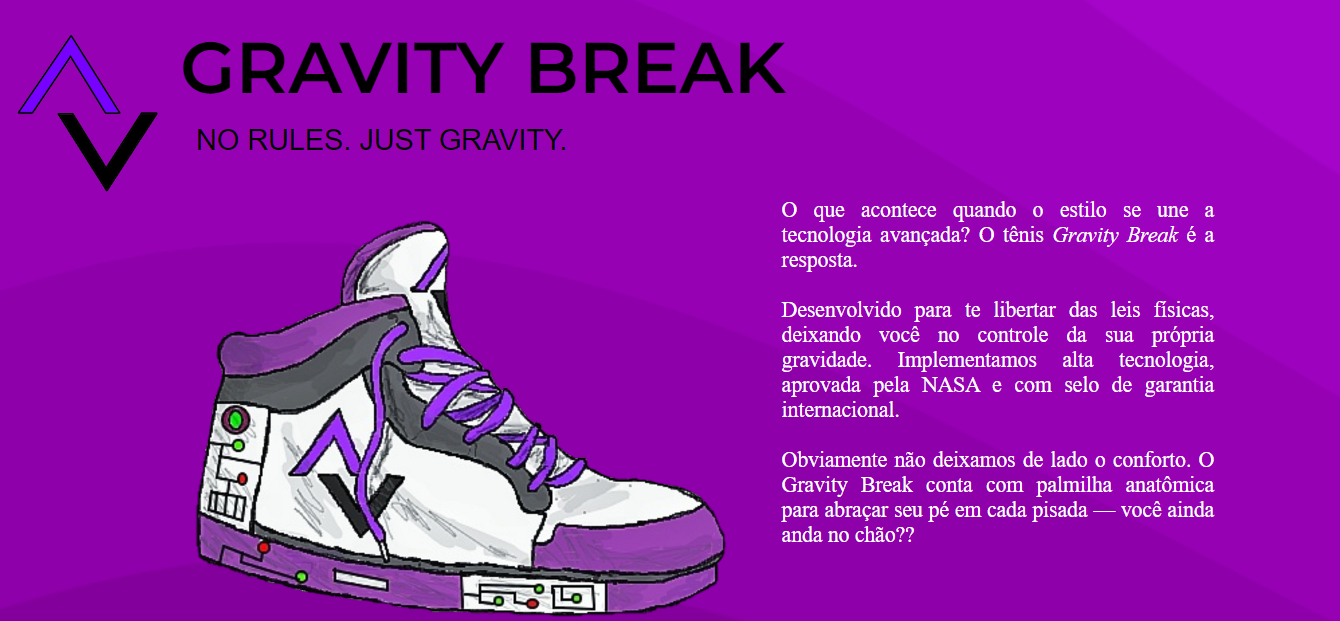 GRAVITY BREAK
NO RULES. JUST GRAVITY.
O que acontece quando o estilo se une a
tecnologia avançada? O tênis Gravity Break é a
resposta.
Desenvolvido para te libertar das leis físicas,
deixando você no controle da sua própria
gravidade. Implementamos alta tecnologia,
aprovada pela NASA e com selo de garantia
internacional.
Obviamente não deixamos de lado o conforto. O
Gravity Break conta com palmilha anatômica
para abraçar seu pé em cada pisada — você ainda
anda no chão??